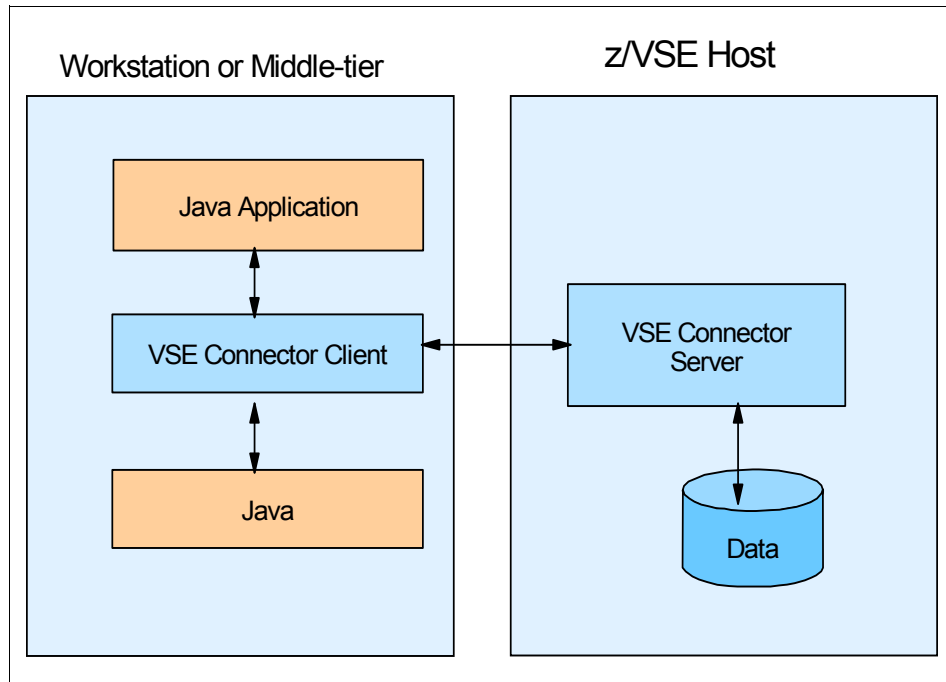 Workstation or Middle-tier
z/VSE Host
Java Application
VSE Connector Client
Java
VSE Connector
Server
Data